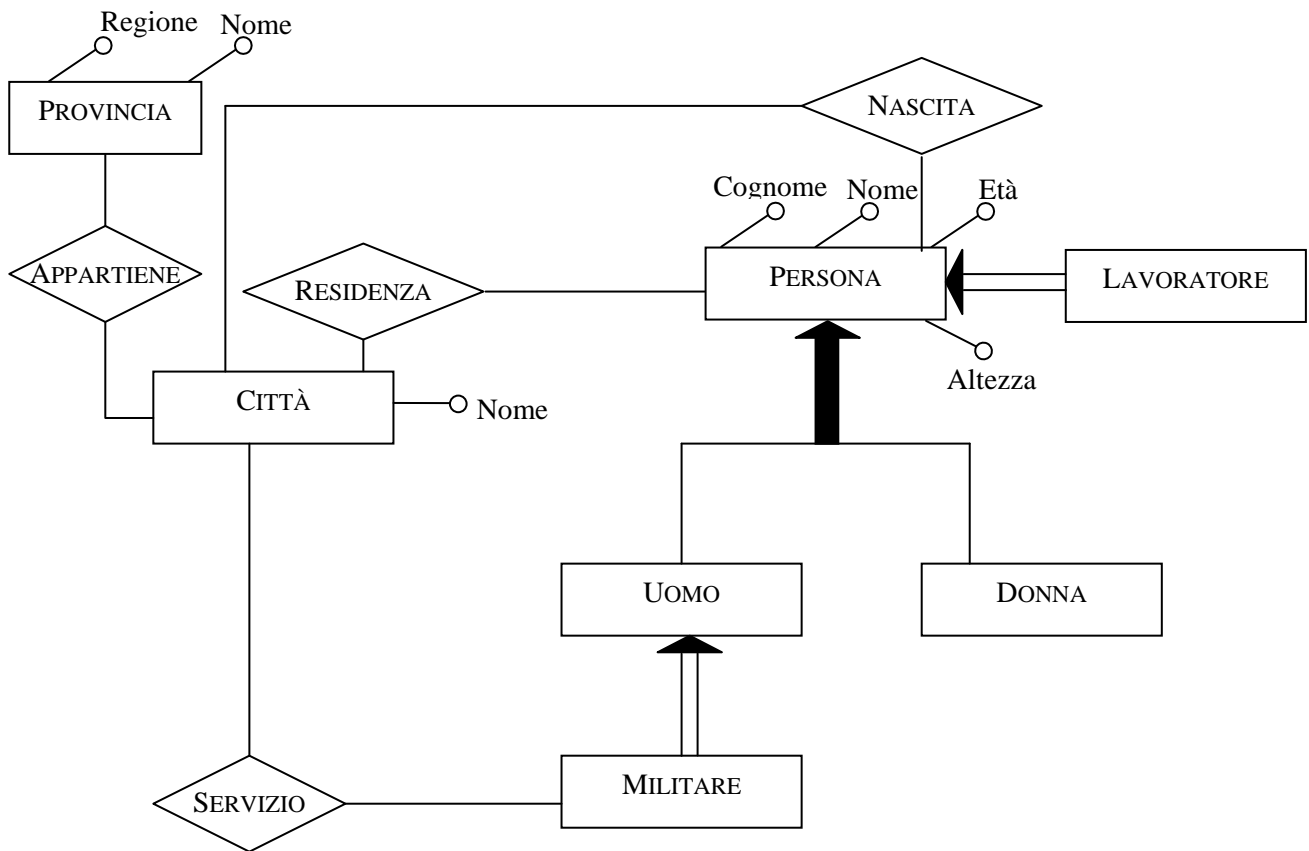 Regione
Nome
PROVINCIA
NASCITA
Cognome
Nome
Età
APPARTIENE
RESIDENZA
PERSONA
LAVORATORE
Altezza
CITTÀ
Nome
UOMO
DONNA
MILITARE
SERVIZIO